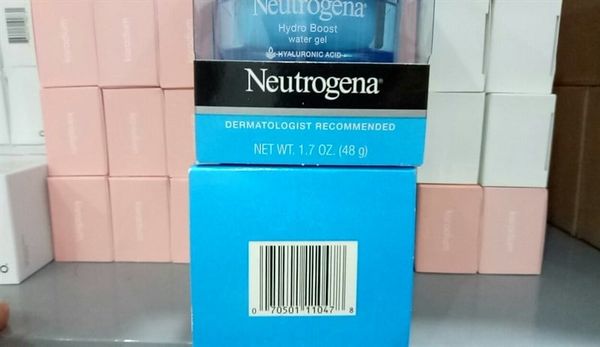 Neutrogena®
Hydro Boost
water gel
HYALURONIC ACID
Neutrogena®
DERMATOLOGIST RECOMMENDED
NET WT. 1.7 OZ. (48 g)
0 70501 11047 8